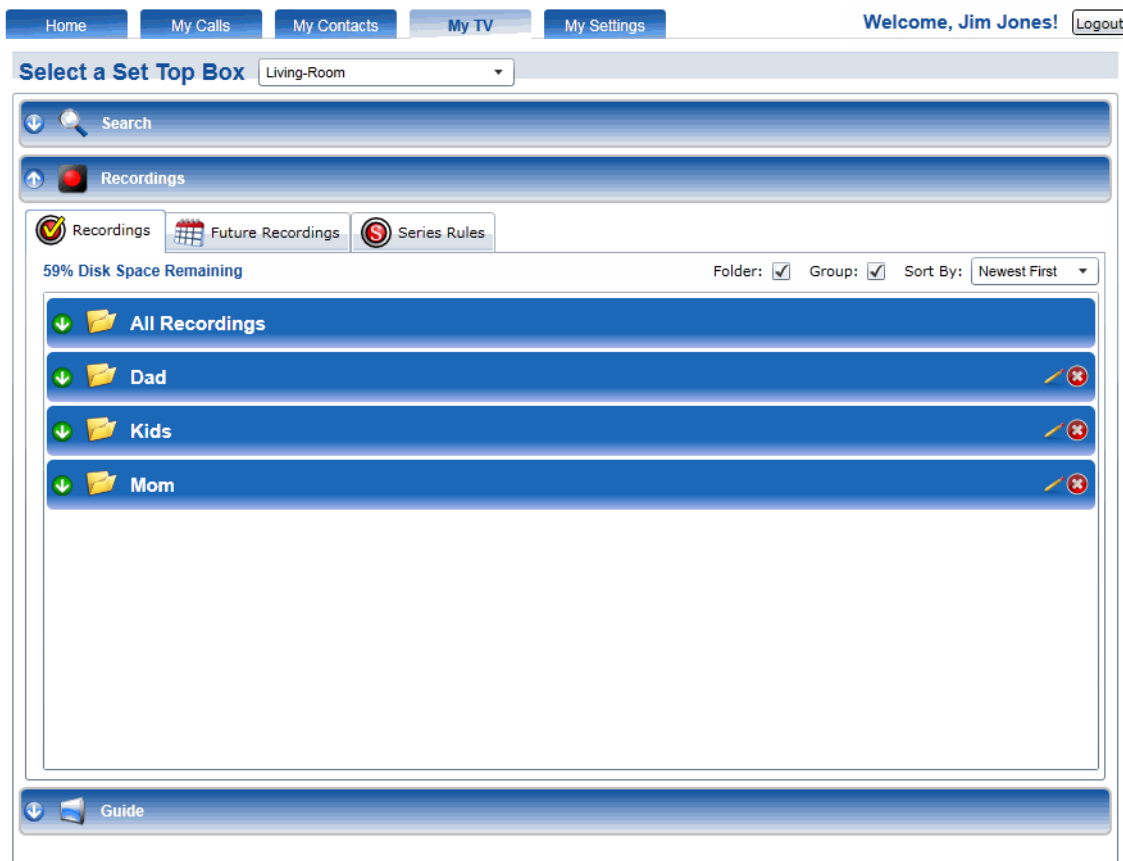 Home My Calls My Contacts My TV My Settings Welcome, Jim Jones! Logout
Select a Set Top Box Living-Room
Search
Recordings
Recordings Future Recordings S Series Rules
59% Disk Space Remaining Folder: Group: Sort By: Newest First
All Recordings
Dad
Kids
Mom
Guide